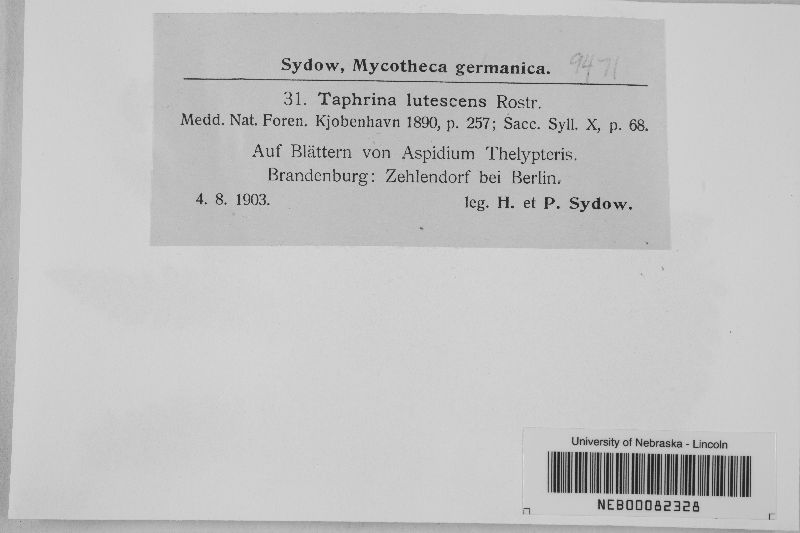 Sydow, Mycotheca germanica. 9471
31. Taphrina lutescens Rostr.
Medd. Nat. Foren. Kjobenhavn 1890, p. 257; Sacc. Syll. X, p. 68.
Auf Blättern von Aspidium Thelypteris.
Brandenburg: Zehlendorf bei Berlin.
4. 8. 1903. leg. H. et P. Sydow.
University of Nebraska - Lincoln
NEB00082328